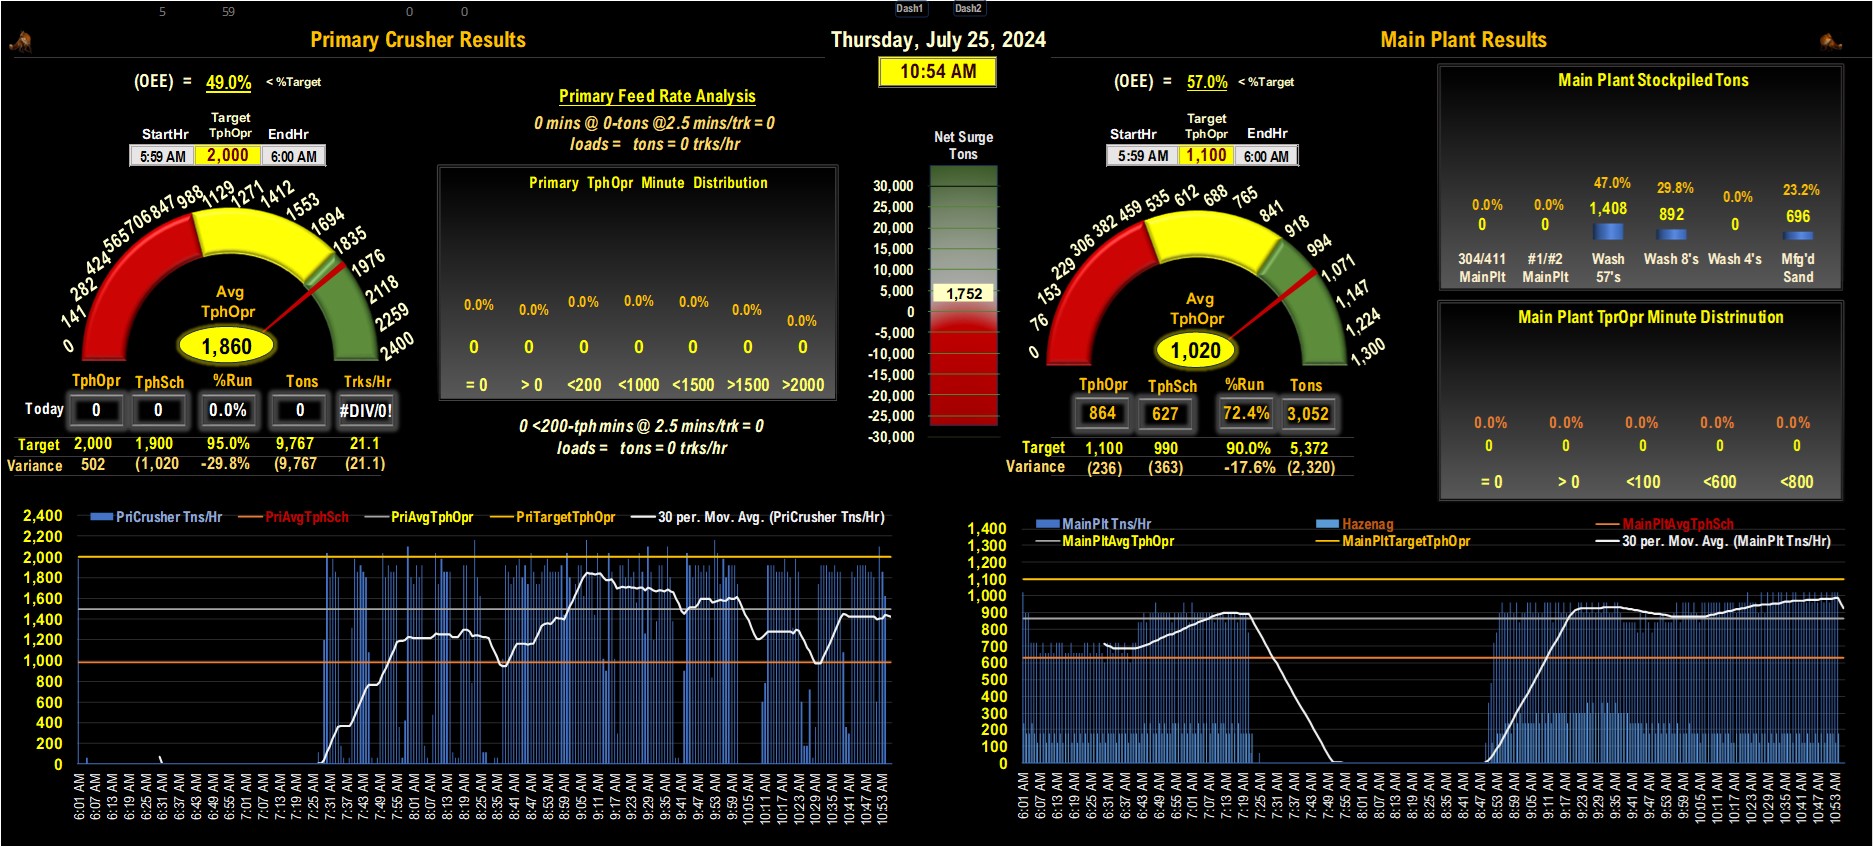 5 59 0 0 Dash1 Dash2
Primary Crusher Results
Thursday, July 25, 2024
Main Plant Results
10:54 AM
(OEE) = 49.0% < %Target
StartHr Target TphOpr EndHr
5:59 AM 2,000 6:00 AM
0 141 282 424 565 706 847 988 1129 1271 1412 1553 1694 1835 1976 2118 2259 2400
Avg
TphOpr
1,860
TphOpr TphSch %Run Tons Trks/Hr
Today 0 0 0.0% 0 #DIV/0!
Target 2,000 1,900 95.0% 9,767 21.1
Variance 502 (1,020 -29.8% (9,767 (21.1)
Primary Feed Rate Analysis
0 mins @ 0-tons @2.5 mins/trk = 0
loads = tons = 0 trks/hr
Primary TphOpr Minute Distribution
0.0% 0.0% 0.0% 0.0% 0.0% 0.0% 0.0%
0 0 0 0 0 0 0
= 0 > 0 <200 <1000 <1500 >1500 >2000
0 <200-tph mins @ 2.5 mins/trk = 0
loads = tons = 0 trks/hr
Net Surge
Tons
30,000
25,000
20,000
15,000
10,000
5,000
1,752
0
-5,000
-10,000
-15,000
-20,000
-25,000
-30,000
(OEE) = 57.0% < %Target
StartHr Target TphOpr EndHr
5:59 AM 1,100 6:00 AM
0 76 153 229 306 382 459 535 612 688 765 841 918 994 1,071 1,147 1,224 1,300
Avg
TphOpr
1,020
TphOpr TphSch %Run Tons
864 627 72.4% 3,052
Target 1,100 990 90.0% 5,372
Variance (236) (363) -17.6% (2,320)
Main Plant Stockpiled Tons
0.0% 0.0% 47.0% 29.8% 0.0% 23.2%
0 0 1,408 892 0 696
304/411 #1/#2 Wash Wash 8's Wash 4's Mfg'd
MainPlt MainPlt 57's Sand
Main Plant TprOpr Minute Distrinution
0.0% 0.0% 0.0% 0.0% 0.0%
0 0 0 0 0
= 0 > 0 <100 <600 <800
PriCrusher Tns/Hr PriAvgTphSch PriAvgTphOpr PriTargetTphOpr 30 per. Mov. Avg. (PriCrusher Tns/Hr)
2,400
2,200
2,000
1,800
1,600
1,400
1,200
1,000
800
600
400
200
0
6:01 AM 6:07 AM 6:13 AM 6:19 AM 6:25 AM 6:31 AM 6:37 AM 6:43 AM 6:49 AM 6:55 AM 7:01 AM 7:07 AM 7:13 AM 7:19 AM 7:25 AM 7:31 AM 7:37 AM 7:43 AM 7:49 AM 7:55 AM 8:01 AM 8:07 AM 8:13 AM 8:19 AM 8:25 AM 8:35 AM 8:41 AM 8:47 AM 8:53 AM 8:59 AM 9:05 AM 9:11 AM 9:17 AM 9:23 AM 9:29 AM 9:35 AM 9:41 AM 9:47 AM 9:53 AM 9:59 AM 10:05 AM 10:11 AM 10:17 AM 10:23 AM 10:29 AM 10:35 AM 10:41 AM 10:47 AM 10:53 AM
MainPlt Tns/Hr Hazenag MainPltAvgTphSch
MainPltAvgTphOpr MainPltTargetTphOpr 30 per. Mov. Avg. (MainPlt Tns/Hr)
1,400
1,300
1,200
1,100
1,000
900
800
700
600
500
400
300
200
100
0
6:01 AM 6:07 AM 6:13 AM 6:19 AM 6:25 AM 6:31 AM 6:37 AM 6:43 AM 6:49 AM 6:55 AM 7:01 AM 7:07 AM 7:13 AM 7:19 AM 7:25 AM 7:31 AM 7:37 AM 7:43 AM 7:49 AM 7:55 AM 8:01 AM 8:07 AM 8:13 AM 8:19 AM 8:25 AM 8:35 AM 8:41 AM 8:47 AM 8:53 AM 8:59 AM 9:05 AM 9:11 AM 9:17 AM 9:23 AM 9:29 AM 9:35 AM 9:41 AM 9:47 AM 9:53 AM 9:59 AM 10:05 AM 10:11 AM 10:17 AM 10:23 AM 10:29 AM 10:35 AM 10:41 AM 10:47 AM 10:53 AM